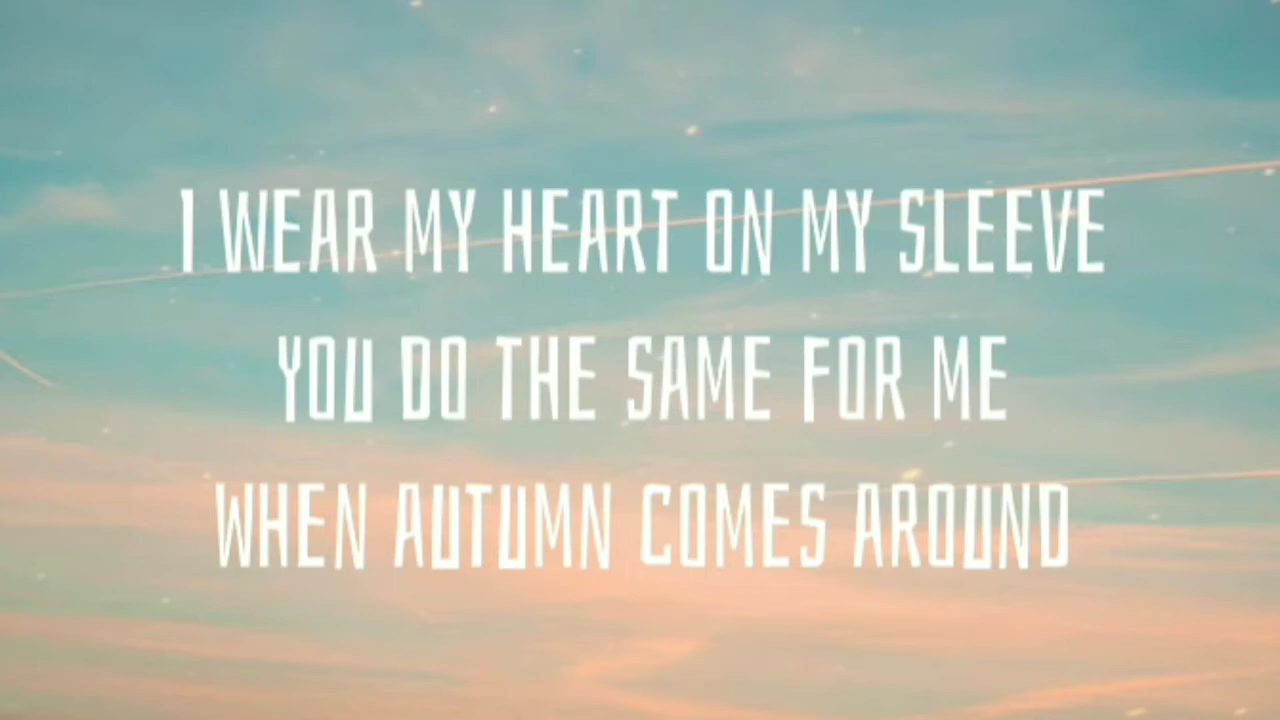 I WEAR MY HEART ON MY SLEEVE
YOU DO THE SAME FOR ME
WHEN AUTUMN COMES AROUND